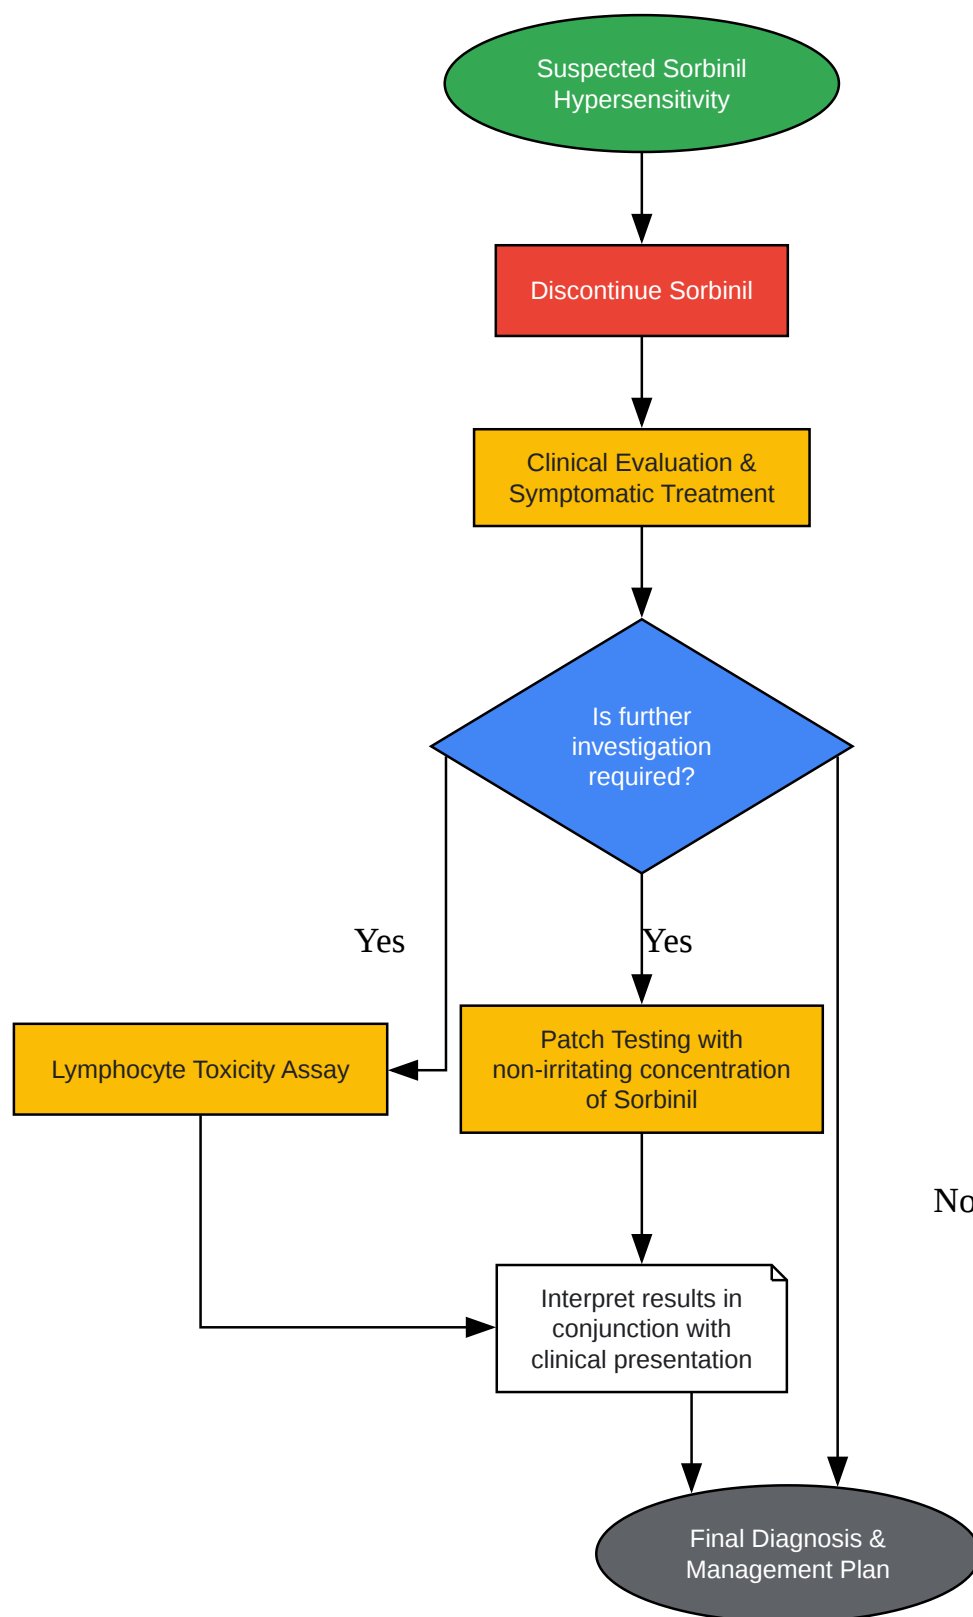 Suspected Sorbinil
Hypersensitivity
Discontinue Sorbinil
Clinical Evaluation &
Symptomatic Treatment
Is further
investigation
required?
Yes
Yes
Lymphocyte Toxicity Assay
Patch Testing with
non-irritating concentration
of Sorbinil
No
Interpret results in
conjunction with
clinical presentation
Final Diagnosis &
Management Plan